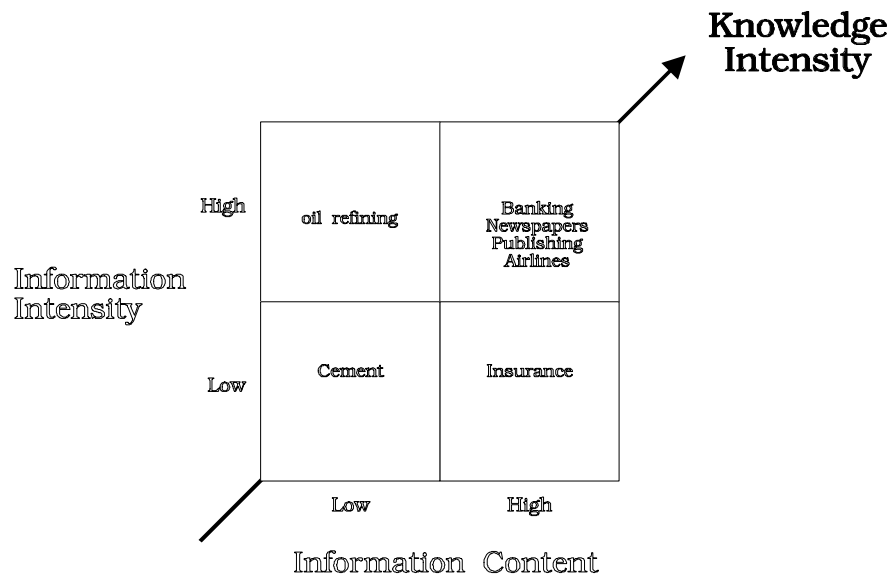 Knowledge
Intensity
High
oil refining
Banking
Newspapers
Publishing
Airlines
Information
Intensity
Low
Cement
Insurance
Low
High
Information Content